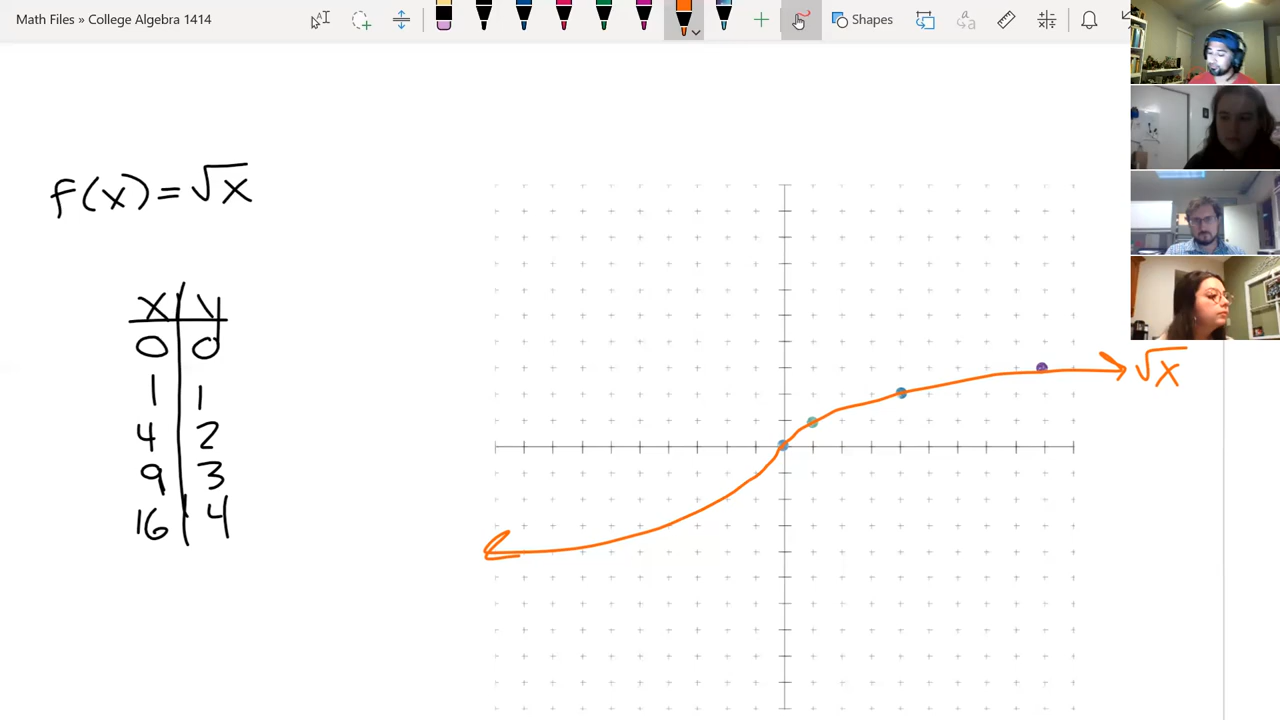 Math Files » College Algebra 1414
Shapes
f(x) = √x
x y
0 0
1 1
4 2
9 3
16 4
√x